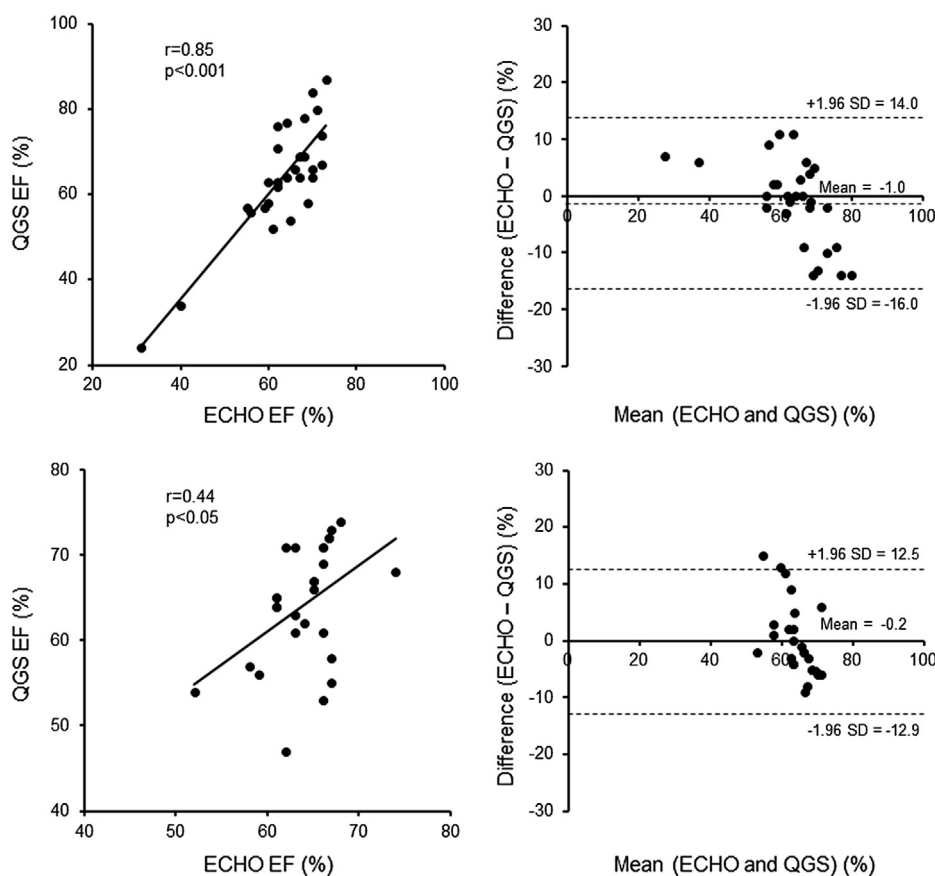 100
80
60
40
20
20
40
60
80
100
r=0.85
p<0.001
QGS EF (%)
ECHO EF (%)
30
20
10
0
-10
-20
-30
0
20
40
60
80
100
+1.96 SD = 14.0
Mean = -1.0
-1.96 SD = -16.0
Difference (ECHO – QGS) (%)
Mean (ECHO and QGS) (%)
80
70
60
50
40
40
50
60
70
80
r=0.44
p<0.05
QGS EF (%)
ECHO EF (%)
30
20
10
0
-10
-20
-30
0
20
40
60
80
100
+1.96 SD = 12.5
Mean = -0.2
-1.96 SD = -12.9
Difference (ECHO – QGS) (%)
Mean (ECHO and QGS) (%)